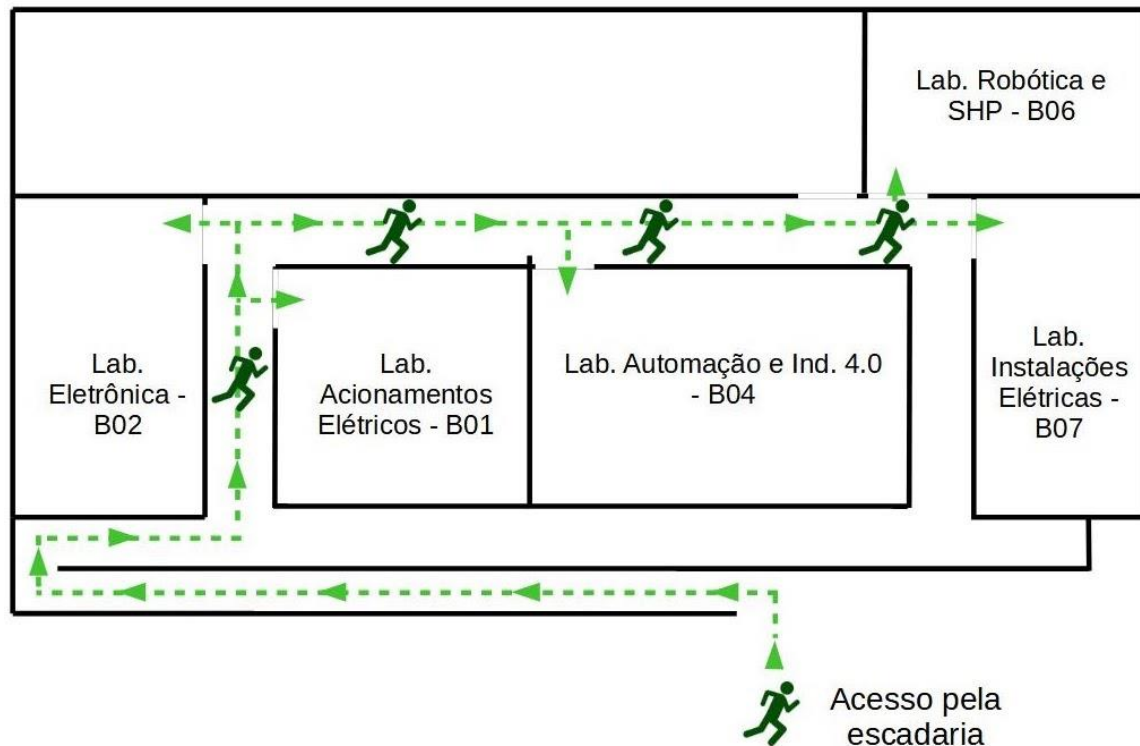 Lab. Robótica e
SHP - B06
Lab.
Eletrônica -
B02
Lab.
Acionamentos
Elétricos - B01
Lab. Automação e Ind. 4.0
- B04
Lab.
Instalações
Elétricas -
B07
Acesso pela
escadaria